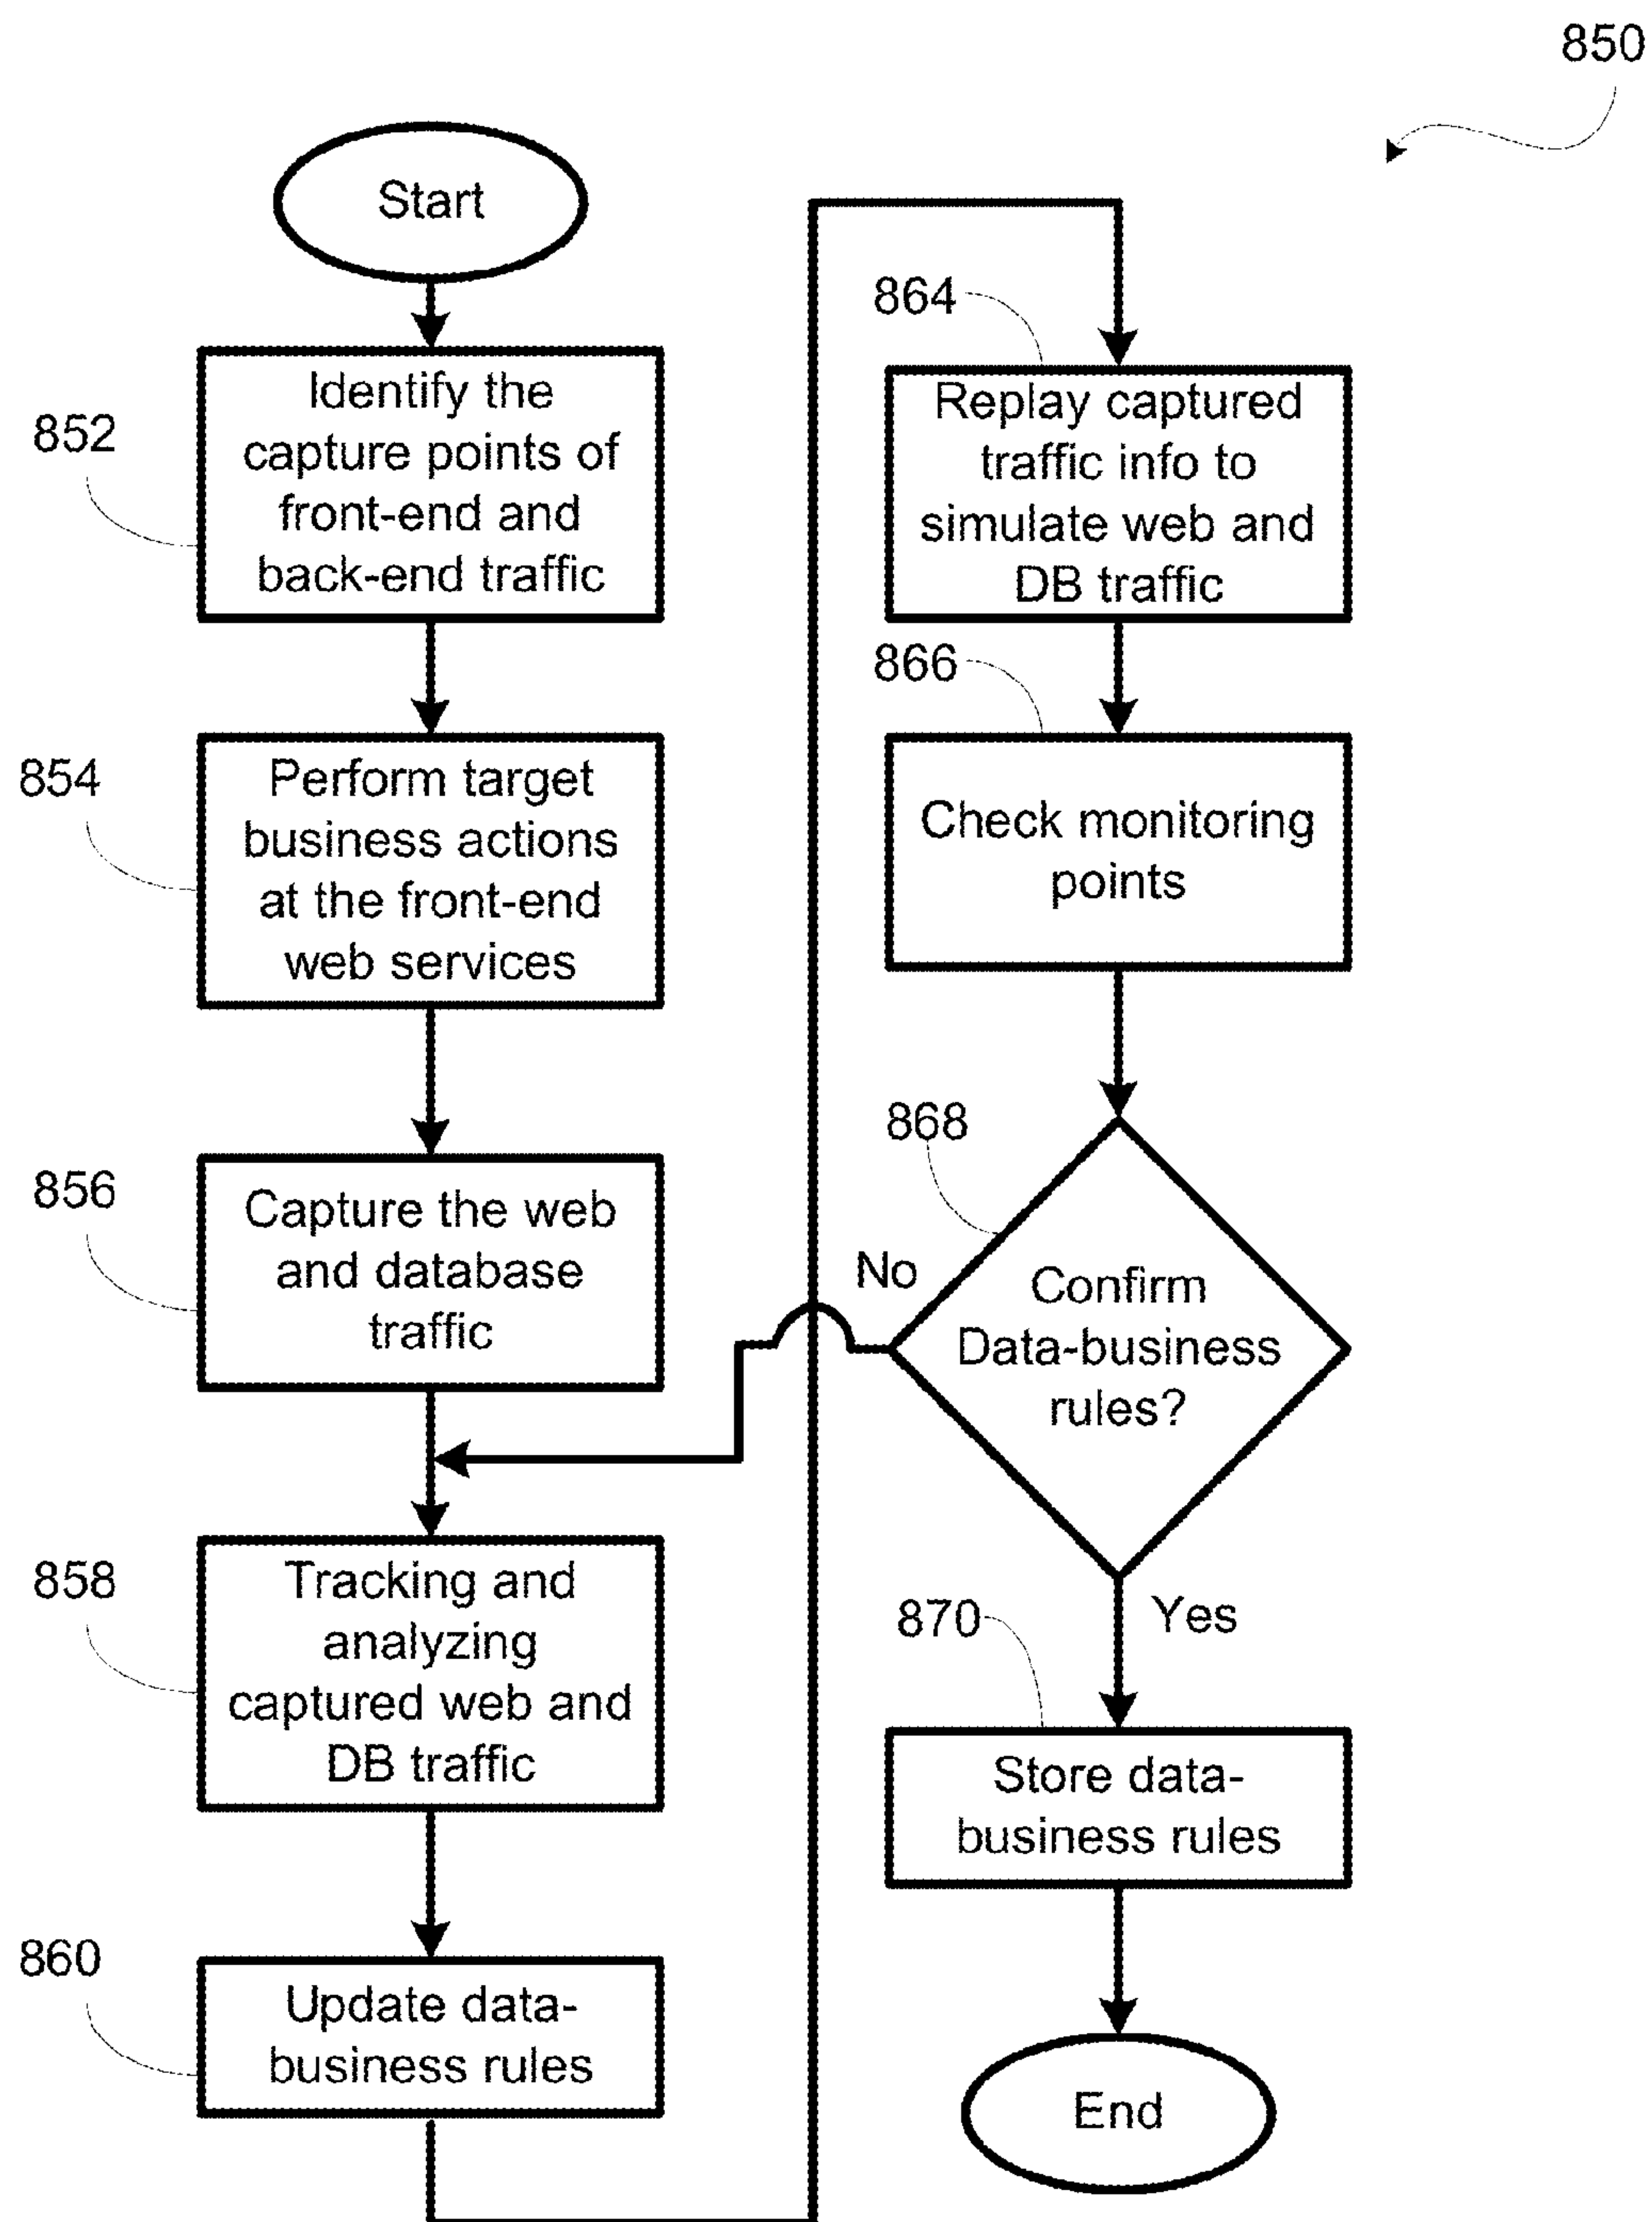 850
Start
852
Identify the
capture points of
front-end and
back-end traffic
854
Perform target
business actions
at the front-end
web services
856
Capture the web
and database
traffic
858
Tracking and
analyzing
captured web and
DB traffic
860
Update data-
business rules
864
Replay captured
traffic info to
simulate web and
DB traffic
866
Check monitoring
points
868
No
Confirm
Data-business
rules?
Yes
870
Store data-
business rules
End